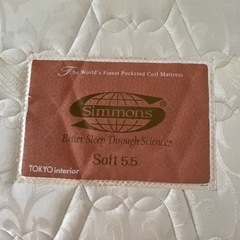 The World's Finest Pocketed Coil Mattress
Simmons
Better Sleep Through Science
Soft 5.5
TOKYO interior